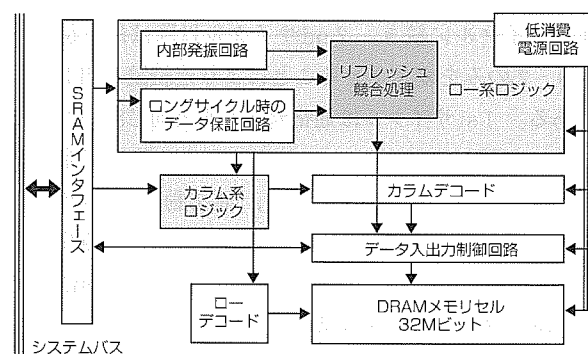 低消費
電源回路
内部発振回路
リフレッシュ
競合処理
ロー系ロジック
ロングサイクル時の
データ保証回路
SRAMインタフェース
カラム系
ロジック
カラムデコード
データ入出力制御回路
ロー
デコード
DRAMメモリセル
32Mビット
システムバス